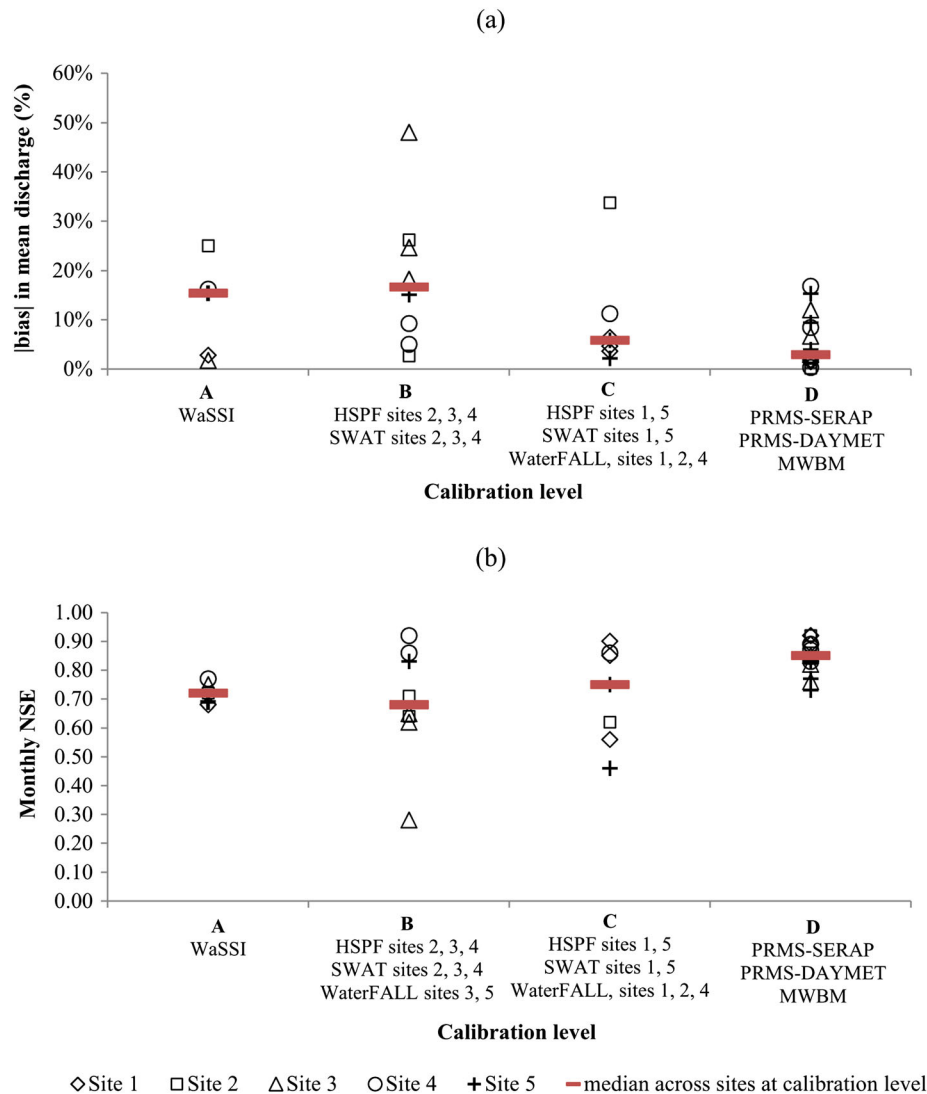 (a)
|bias| in mean discharge (%)
60%
50%
40%
30%
20%
10%
0%
A
WaSSI
B
HSPF sites 2, 3, 4
SWAT sites 2, 3, 4
C
HSPF sites 1, 5
SWAT sites 1, 5
WaterFALL, sites 1, 2, 4
D
PRMS-SERAP
PRMS-DAYMET
MWBM
Calibration level
(b)
Monthly NSE
1.00
0.90
0.80
0.70
0.60
0.50
0.40
0.30
0.20
0.10
0.00
A
WaSSI
B
HSPF sites 2, 3, 4
SWAT sites 2, 3, 4
WaterFALL sites 3, 5
C
HSPF sites 1, 5
SWAT sites 1, 5
WaterFALL, sites 1, 2, 4
D
PRMS-SERAP
PRMS-DAYMET
MWBM
Calibration level
Site 1 Site 2 Site 3 Site 4 Site 5 median across sites at calibration level